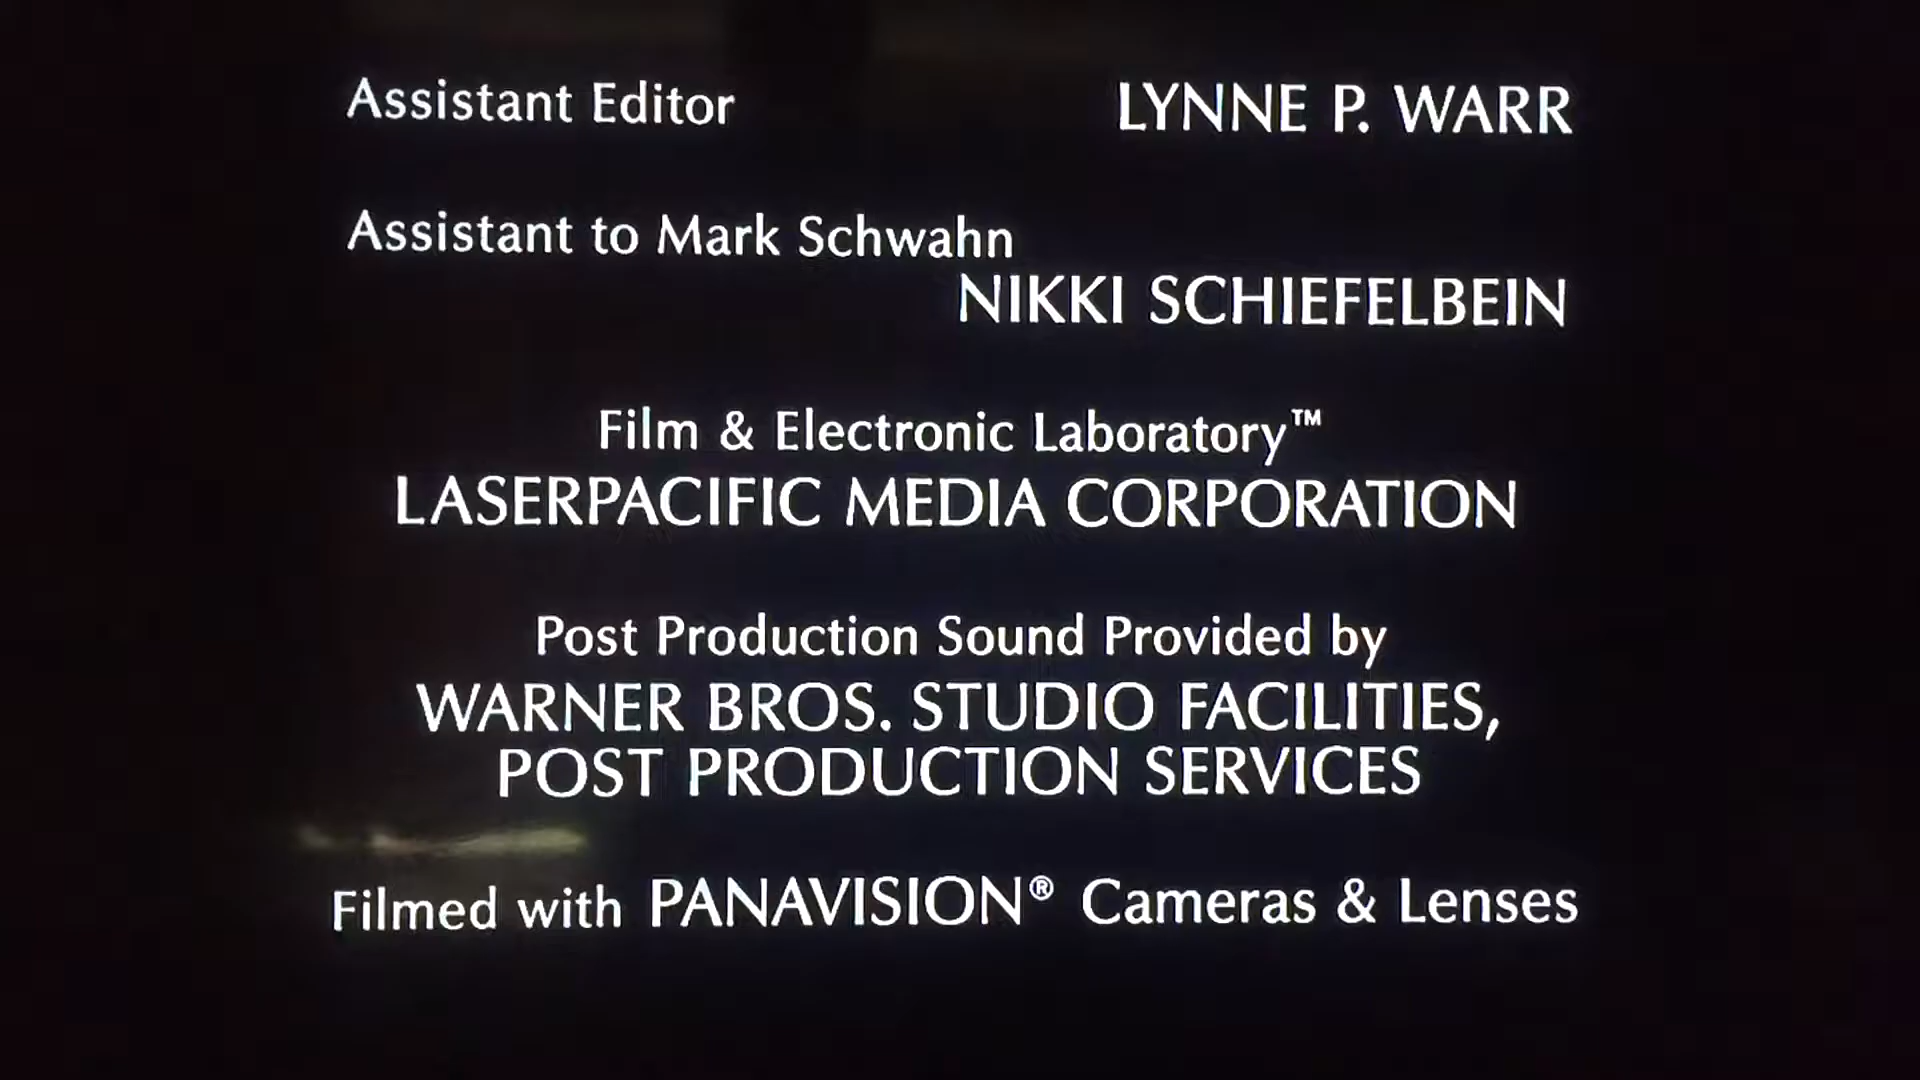 Assistant Editor LYNNE P. WARR
Assistant to Mark Schwahn
NIKKI SCHIEFELBEIN
Film & Electronic Laboratory™
LASERPACIFIC MEDIA CORPORATION
Post Production Sound Provided by
WARNER BROS. STUDIO FACILITIES,
POST PRODUCTION SERVICES
Filmed with PANAVISION® Cameras & Lenses